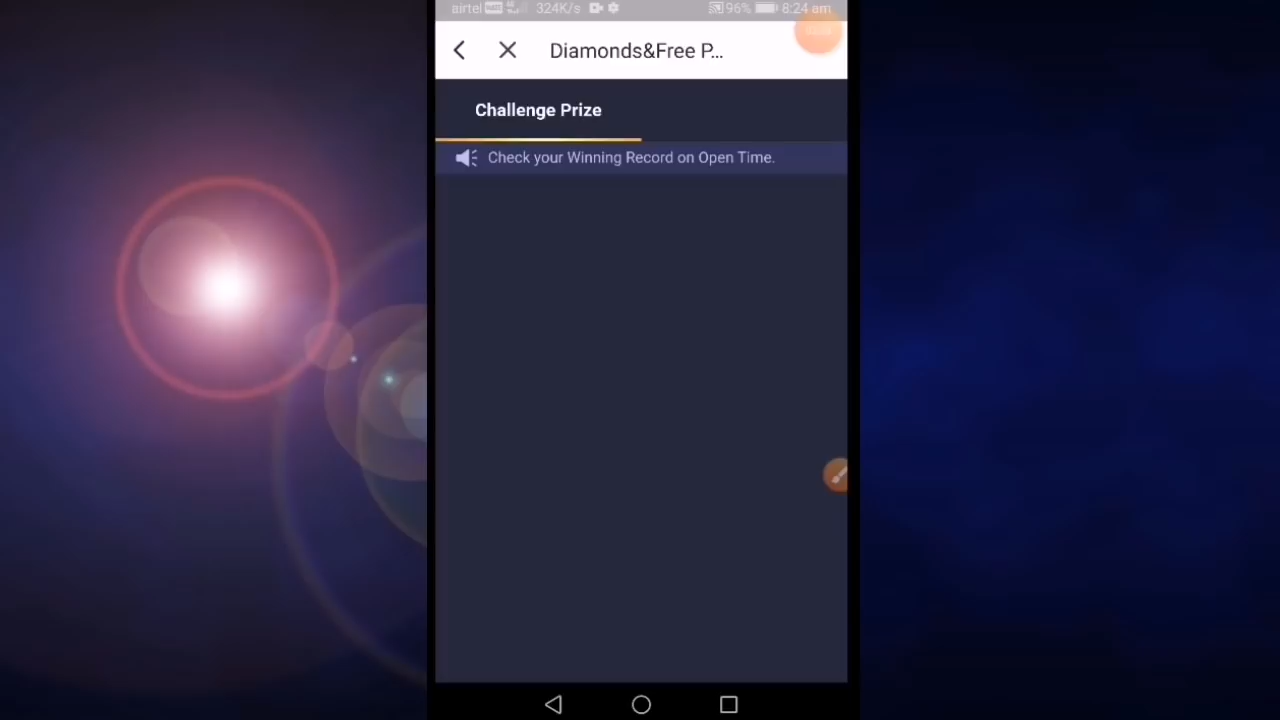 airtel 324K/s 96% 8:24 am
Diamonds&Free P...
Challenge Prize
Check your Winning Record on Open Time.